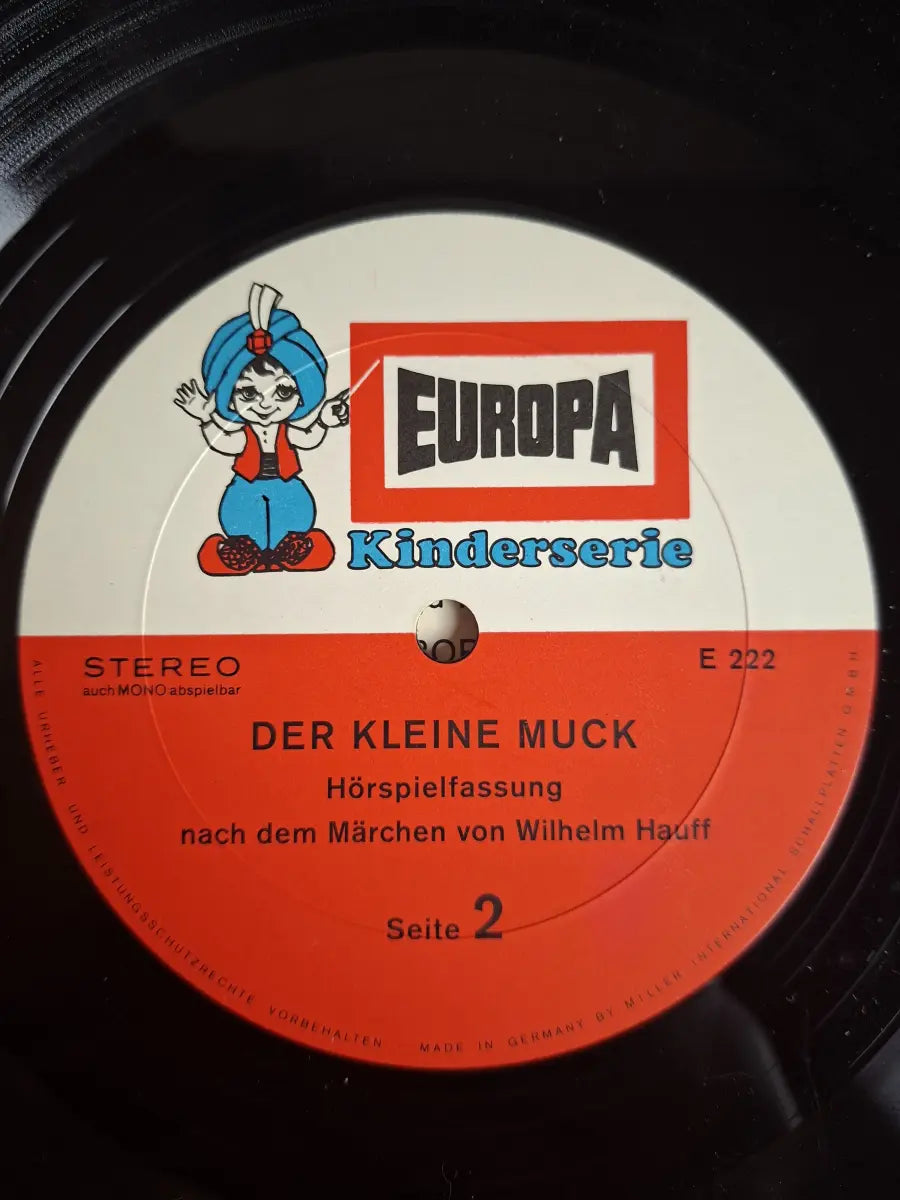 EUROPA
Kinderserie
STEREO
auch MONO abspielbar
E 222
DER KLEINE MUCK
Hörspielfassung
nach dem Märchen von Wilhelm Hauff
Seite 2
ALLE URHEBER UND LEISTUNGSSCHUTZRECHTE VORBEHALTEN
MADE IN GERMANY BY MILLER INTERNATIONAL SCHALLPLATTEN GMBH